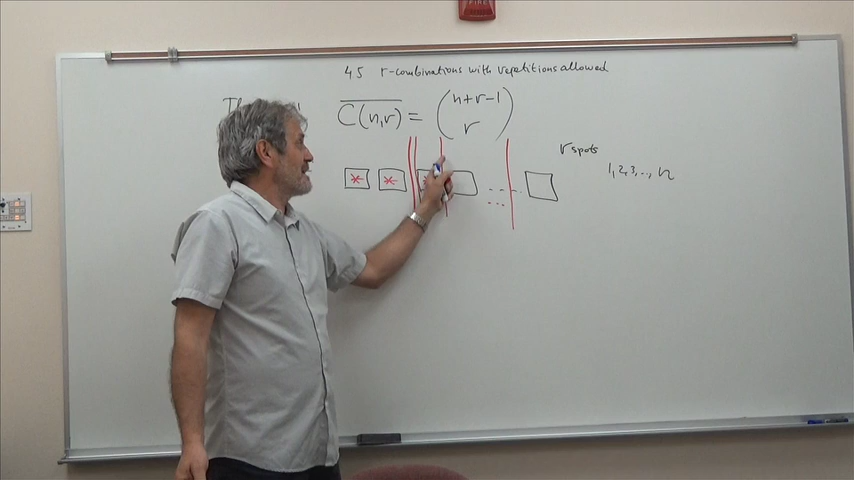 4.5 r-combinations with repetitions allowed
C(n,r) = (n+r-1
r)
r spots
1,2,3,..., n